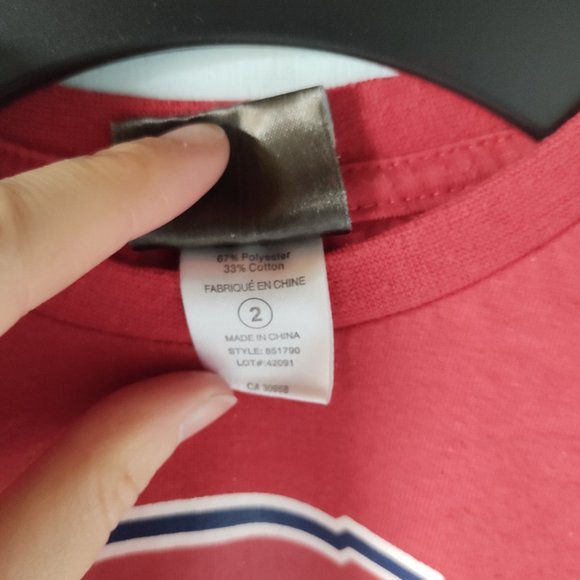 67% Polyester
33% Cotton
FABRIQUÉ EN CHINE
2
MADE IN CHINA
STYLE: 851790
LOT#:42091
CA 30958